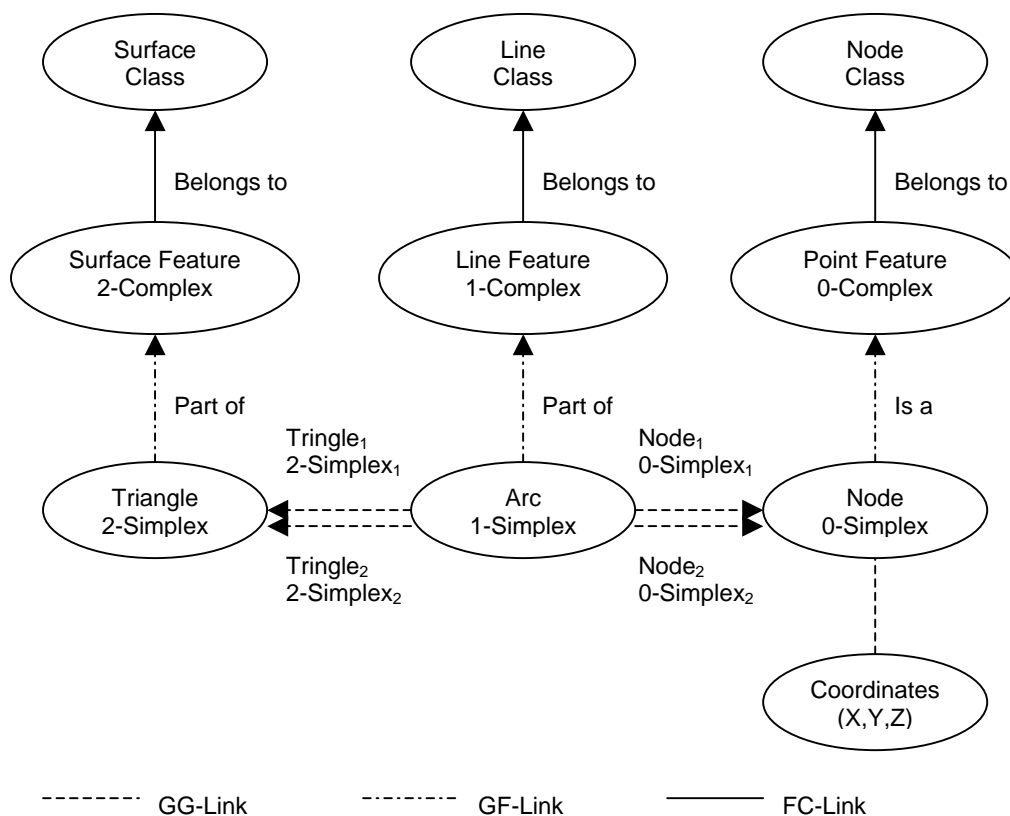 Surface
Class
Line
Class
Node
Class
Belongs to
Belongs to
Belongs to
Surface Feature
2-Complex
Line Feature
1-Complex
Point Feature
0-Complex
Part of
Part of
Is a
Tringle₁
2-Simplex₁
Node₁
0-Simplex₁
Triangle
2-Simplex
Arc
1-Simplex
Node
0-Simplex
Tringle₂
2-Simplex₂
Node₂
0-Simplex₂
Coordinates
(X,Y,Z)
GG-Link
GF-Link
FC-Link